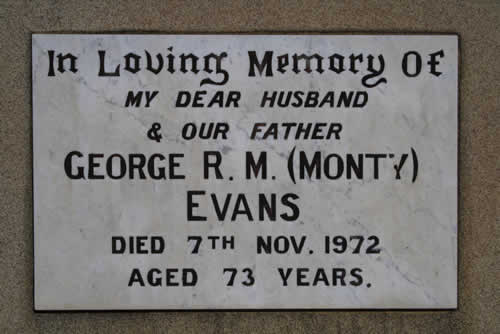 In Loving Memory Of
MY DEAR HUSBAND
& OUR FATHER
GEORGE R. M. (MONTY)
EVANS
DIED 7TH NOV. 1972
AGED 73 YEARS.